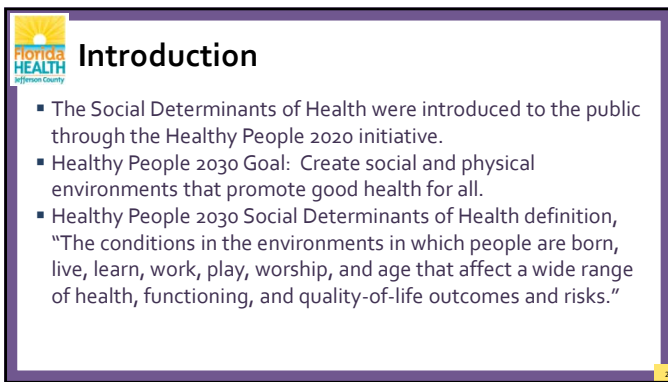 Florida
HEALTH
Jefferson County
Introduction
▪ The Social Determinants of Health were introduced to the public
through the Healthy People 2020 initiative.
▪ Healthy People 2030 Goal: Create social and physical
environments that promote good health for all.
▪ Healthy People 2030 Social Determinants of Health definition,
“The conditions in the environments in which people are born,
live, learn, work, play, worship, and age that affect a wide range
of health, functioning, and quality-of-life outcomes and risks.”
2